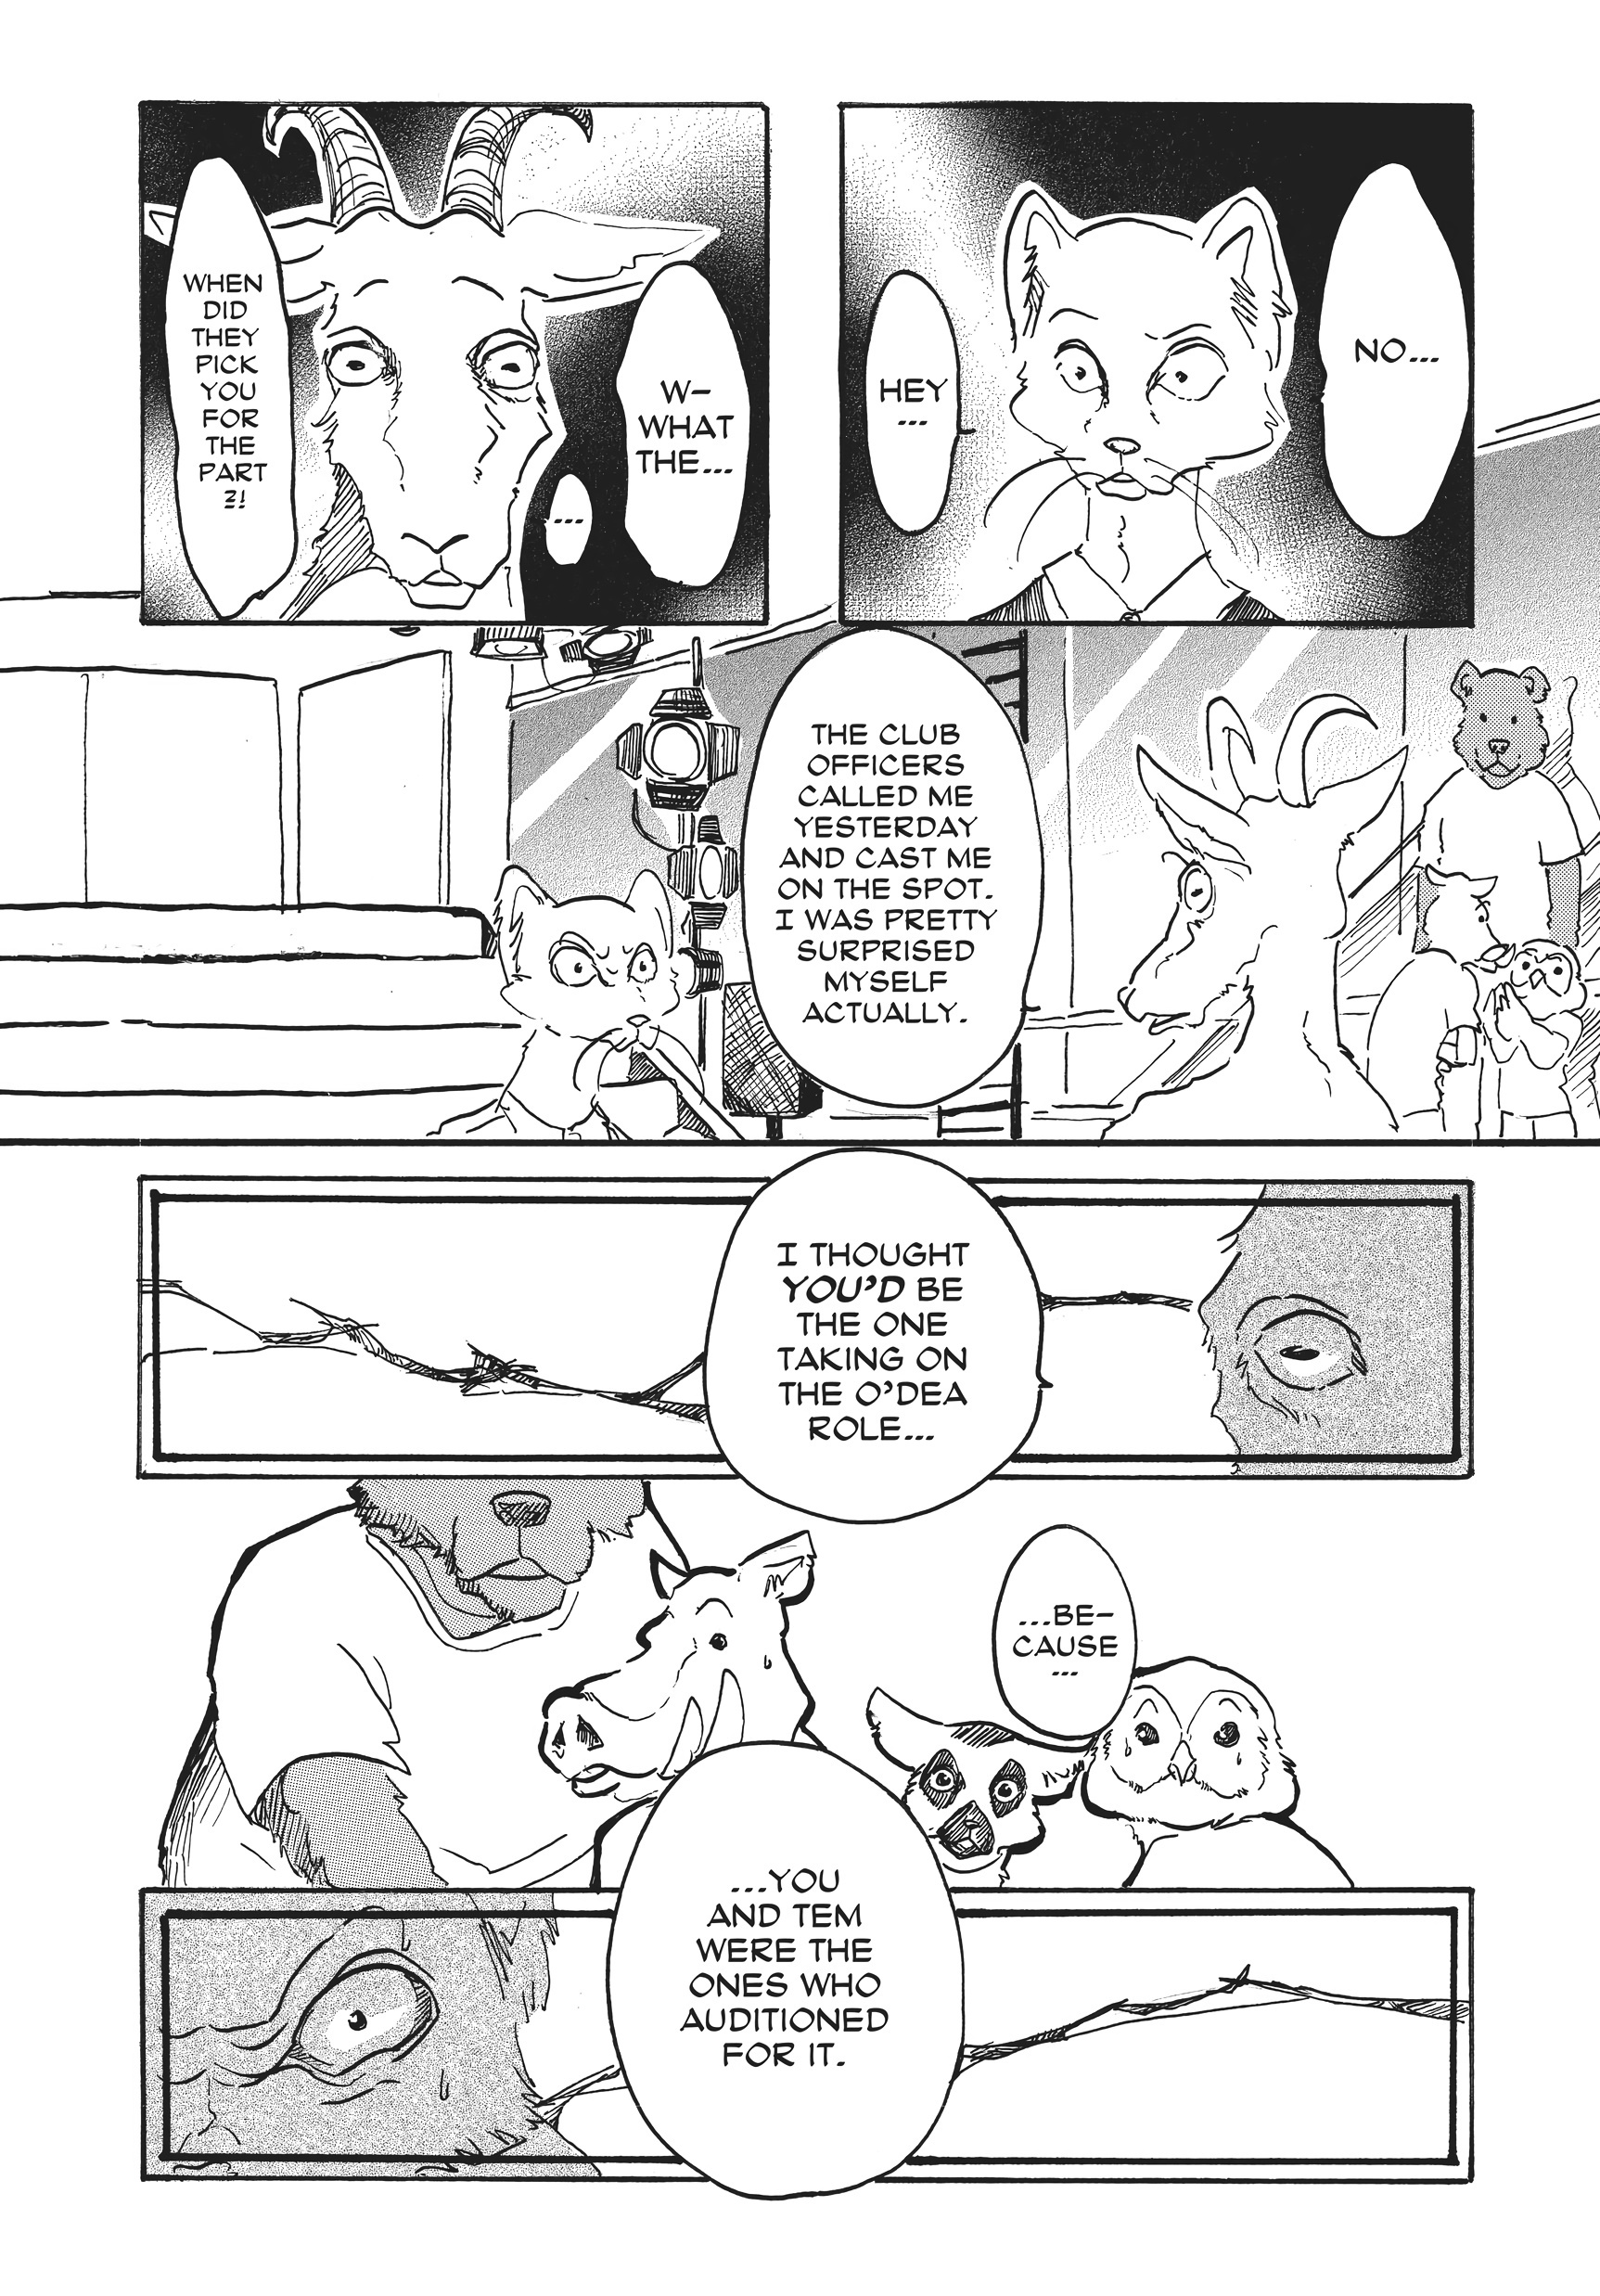 NO...
HEY
...
W-
WHAT
THE...
...
WHEN
DID
THEY
PICK
YOU
FOR
THE
PART
?!
THE CLUB
OFFICERS
CALLED ME
YESTERDAY
AND CAST ME
ON THE SPOT.
I WAS PRETTY
SURPRISED
MYSELF
ACTUALLY.
I THOUGHT
YOU'D BE
THE ONE
TAKING ON
THE O'DEA
ROLE...
...BE-
CAUSE
...
...YOU
AND TEM
WERE THE
ONES WHO
AUDITIONED
FOR IT.